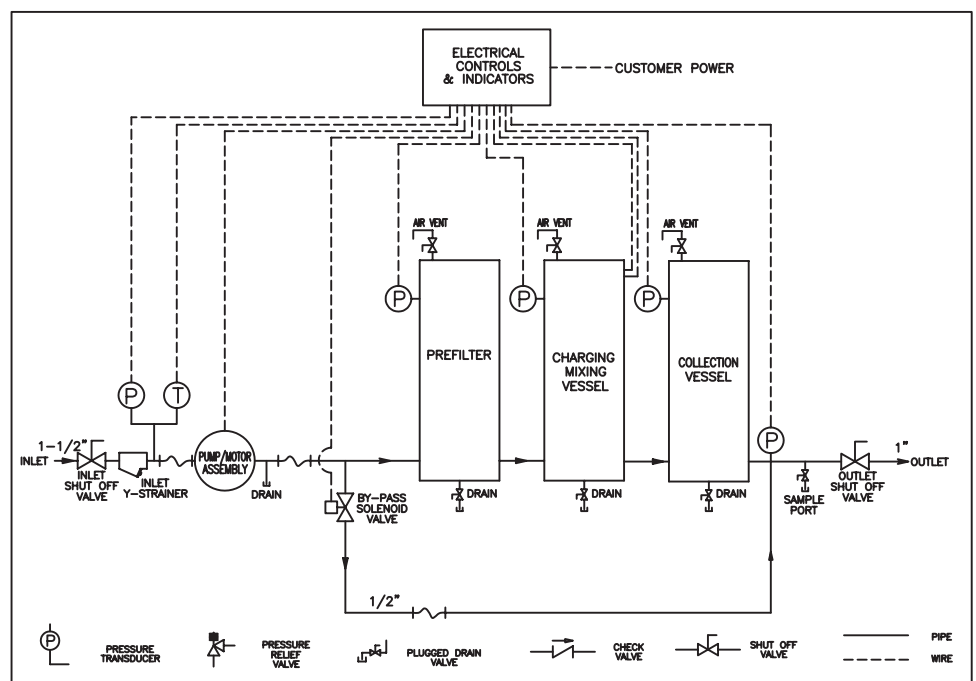 ELECTRICAL
CONTROLS
& INDICATORS
CUSTOMER POWER
AIR VENT
AIR VENT
AIR VENT
P
P
P
PREFILTER
CHARGING
MIXING
VESSEL
COLLECTION
VESSEL
P
T
P
1-1/2"
1"
INLET
PUMP/MOTOR
ASSEMBLY
OUTLET
INLET
SHUT OFF
VALVE
INLET
Y-STRAINER
DRAIN
BY-PASS
SOLENOID
VALVE
DRAIN
DRAIN
DRAIN
SAMPLE
PORT
OUTLET
SHUT OFF
VALVE
1/2"
P
PRESSURE
TRANSDUCER
PRESSURE
RELIEF
VALVE
PLUGGED DRAIN
VALVE
CHECK
VALVE
SHUT OFF
VALVE
PIPE
WIRE